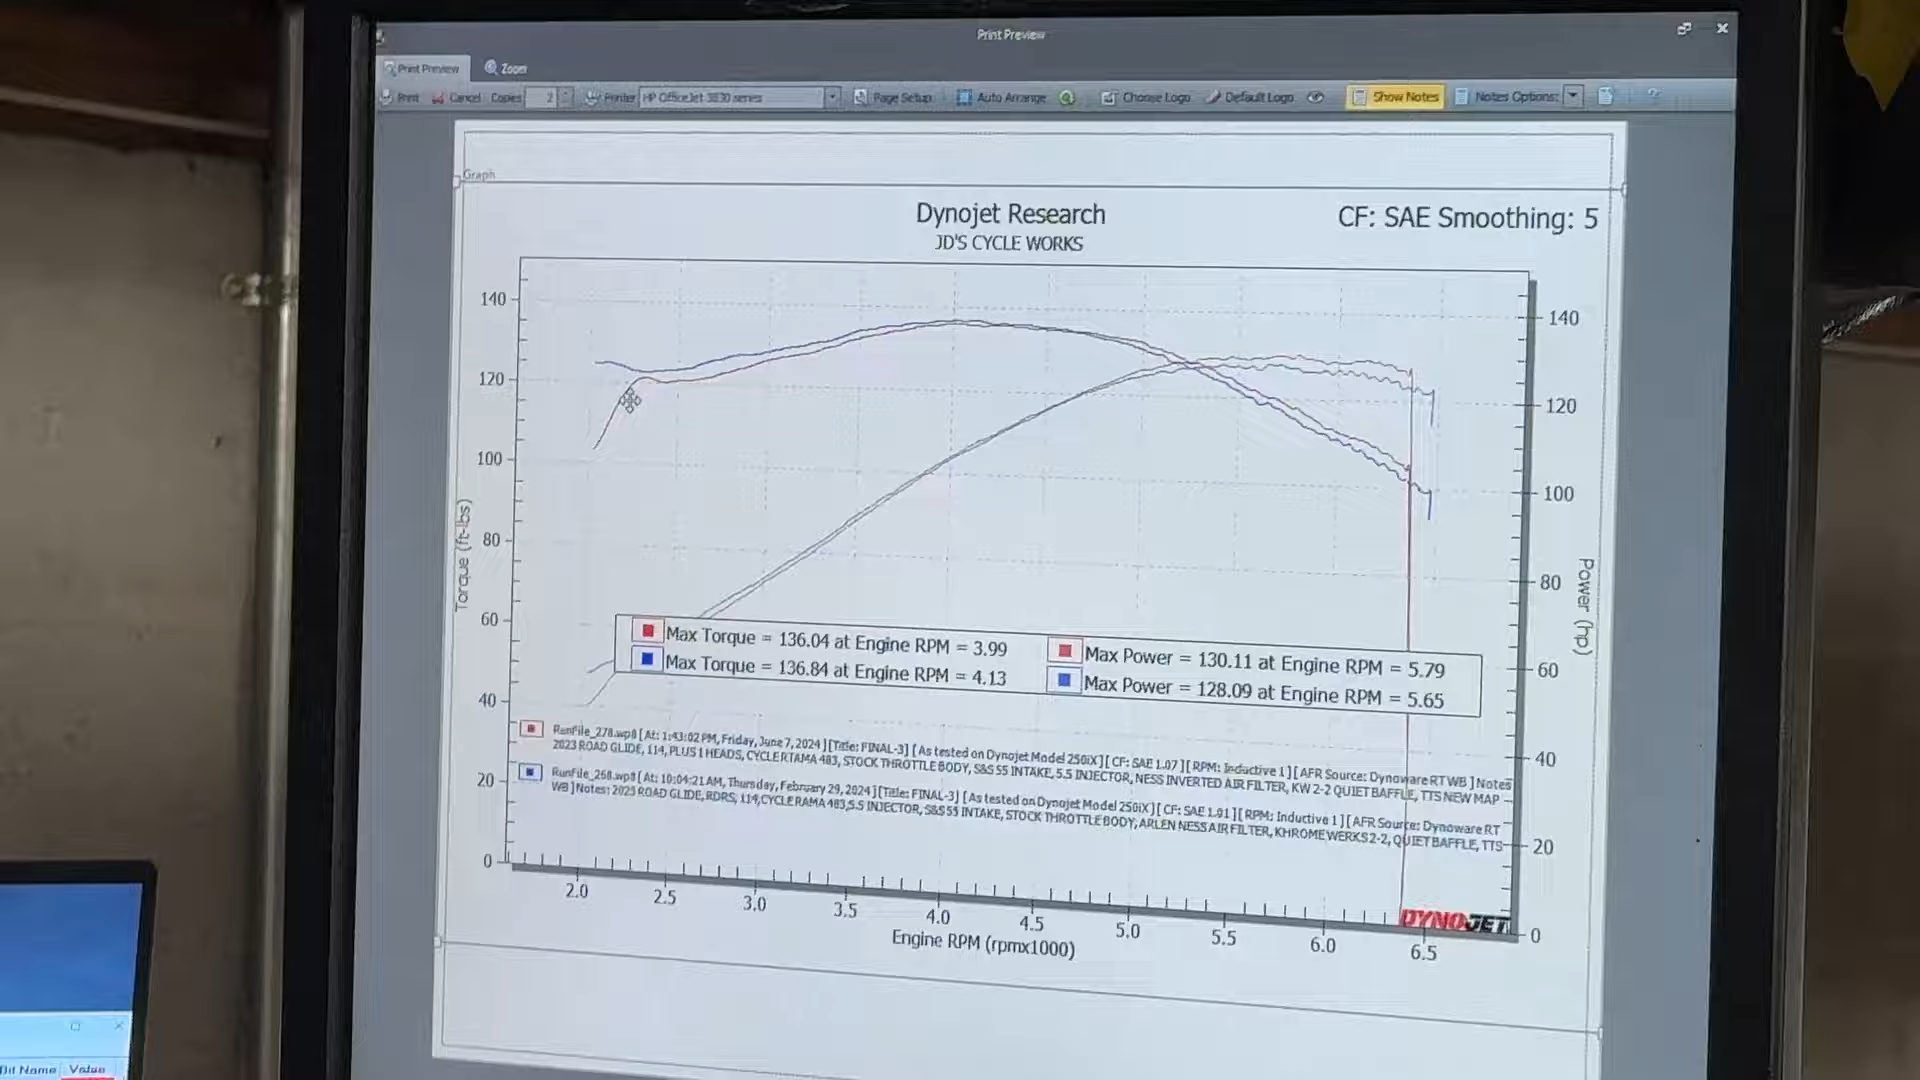 Print Preview
Print Preview Zoom
Print Cancel Copies 2 Printer HP OfficeJet 3830 series Page Setup Auto Arrange Choose Logo Default Logo Show Notes Notes Options:
Graph
Dynojet Research
CF: SAE Smoothing: 5
JD'S CYCLE WORKS
140
120
100
80
60
40
20
0
Torque (ft-lbs)
140
120
100
80
60
40
20
0
Power (hp)
Max Torque = 136.04 at Engine RPM = 3.99
Max Power = 130.11 at Engine RPM = 5.79
Max Torque = 136.84 at Engine RPM = 4.13
Max Power = 128.09 at Engine RPM = 5.65
RunFile_278.wp8 [ At: 1:43:02 PM, Friday, June 7, 2024 ] [Title: FINAL-3] [ As tested on Dynojet Model 250iX ] [ CF: SAE 1.07 ] [ RPM: Inductive 1 ] [ AFR Source: Dynoware RT WB ] Notes
2023 ROAD GLIDE, 114, PLUS 1 HEADS, CYCLERTAMA 483, STOCK THROTTLE BODY, S&S 55 INTAKE, 5.5 INJECTOR, NESS INVERTED AIR FILTER, KW 2-2 QUIET BAFFLE, TTS NEW MAP
RunFile_268.wp8 [ At: 10:04:21 AM, Thursday, February 29, 2024 ] [Title: FINAL-3] [ As tested on Dynojet Model 250iX ] [ CF: SAE 1.01 ] [ RPM: Inductive 1 ] [ AFR Source: Dynoware RT
WB ] Notes: 2023 ROAD GLIDE, RDRS, 114,CYCLERAMA 483,5.5 INJECTOR, S&S 55 INTAKE, STOCK THROTTLE BODY, ARLEN NESS AIR FILTER, KHROME WERKS 2-2, QUIET BAFFLE, TTS
2.0 2.5 3.0 3.5 4.0 4.5 5.0 5.5 6.0 6.5
DYNOJET
Engine RPM (rpmx1000)
Bit Name Value